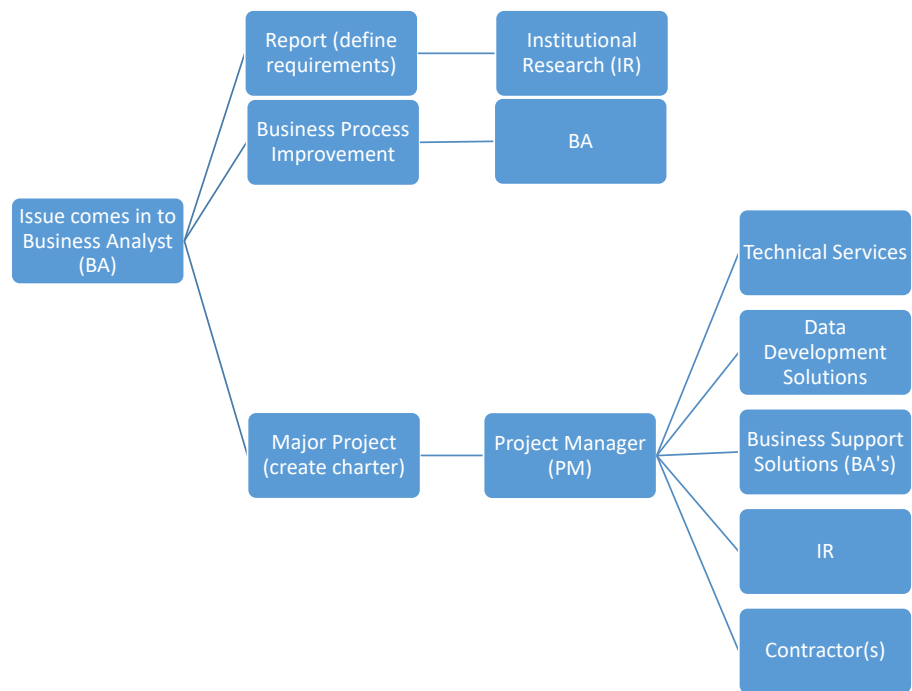 Report (define
requirements)
Institutional
Research (IR)
Business Process
Improvement
BA
Issue comes in to
Business Analyst
(BA)
Technical Services
Data
Development
Solutions
Major Project
(create charter)
Project Manager
(PM)
Business Support
Solutions (BA's)
IR
Contractor(s)